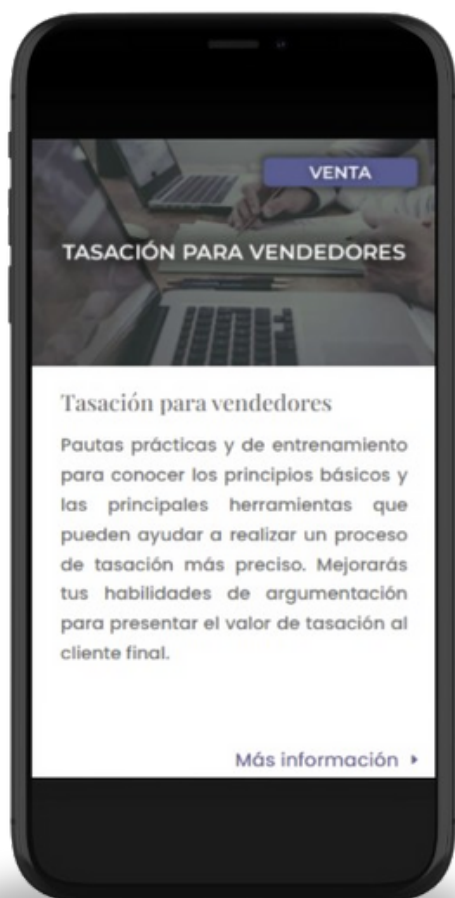 VENTA
TASACIÓN PARA VENDEDORES
Tasación para vendedores
Pautas prácticas y de entrenamiento
para conocer los principios básicos y
las principales herramientas que
pueden ayudar a realizar un proceso
de tasación más preciso. Mejorarás
tus habilidades de argumentación
para presentar el valor de tasación al
cliente final.
Más información